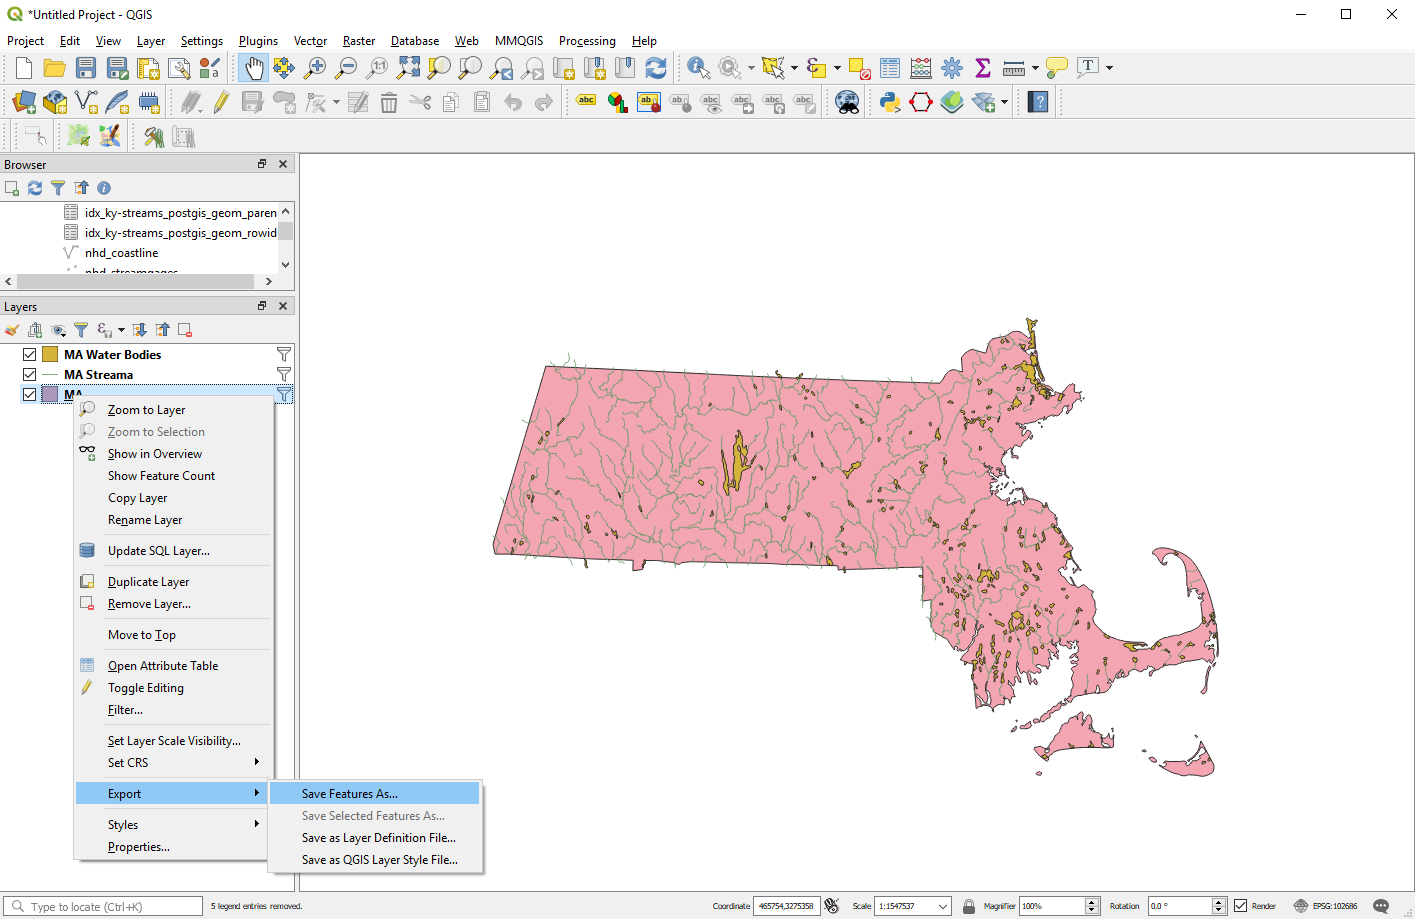 *Untitled Project - QGIS
Project Edit View Layer Settings Plugins Vector Raster Database Web MMQGIS Processing Help
Browser
idx_ky-streams_postgis_geom_paren
idx_ky-streams_postgis_geom_rowid
nhd_coastline
nhd_streamgages
Layers
MA Water Bodies
MA Streama
MA
Zoom to Layer
Zoom to Selection
Show in Overview
Show Feature Count
Copy Layer
Rename Layer
Update SQL Layer...
Duplicate Layer
Remove Layer...
Move to Top
Open Attribute Table
Toggle Editing
Filter...
Set Layer Scale Visibility...
Set CRS
Export
Styles
Properties...
Save Features As...
Save Selected Features As...
Save as Layer Definition File...
Save as QGIS Layer Style File...
Type to locate (Ctrl+K) 5 legend entries removed. Coordinate 465754,3275358 Scale 1:1547537 Magnifier 100% Rotation 0.0 ° Render EPSG:102686